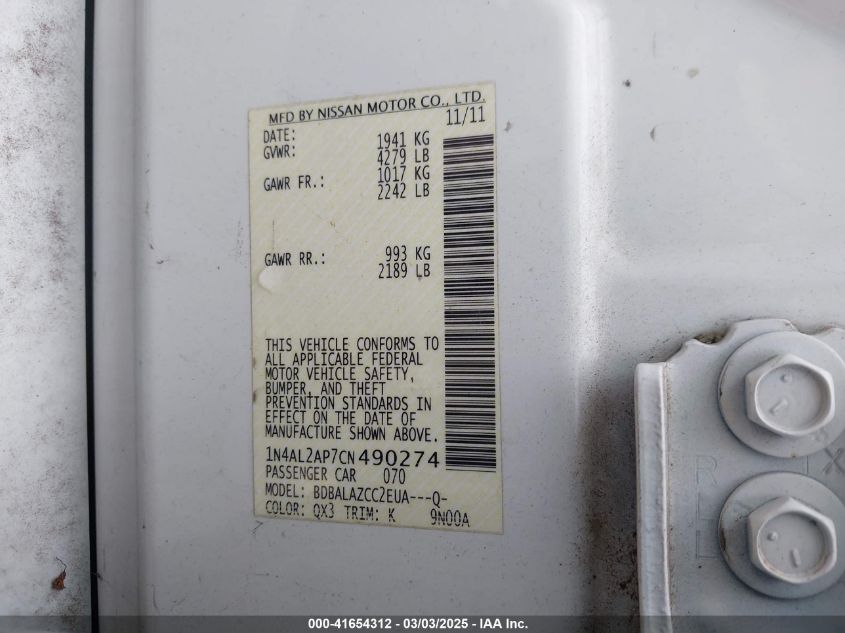 MFD BY NISSAN MOTOR CO., LTD.
DATE: 11/11
GVWR: 1941 KG
4279 LB
GAWR FR.: 1017 KG
2242 LB
GAWR RR.: 993 KG
2189 LB
THIS VEHICLE CONFORMS TO
ALL APPLICABLE FEDERAL
MOTOR VEHICLE SAFETY,
BUMPER, AND THEFT
PREVENTION STANDARDS IN
EFFECT ON THE DATE OF
MANUFACTURE SHOWN ABOVE.
1N4AL2AP7CN490274
PASSENGER CAR 070
MODEL: BDBALAZCC2EUA---Q-
COLOR: QX3 TRIM: K 9N00A
000-41654312 - 03/03/2025 - IAA Inc.